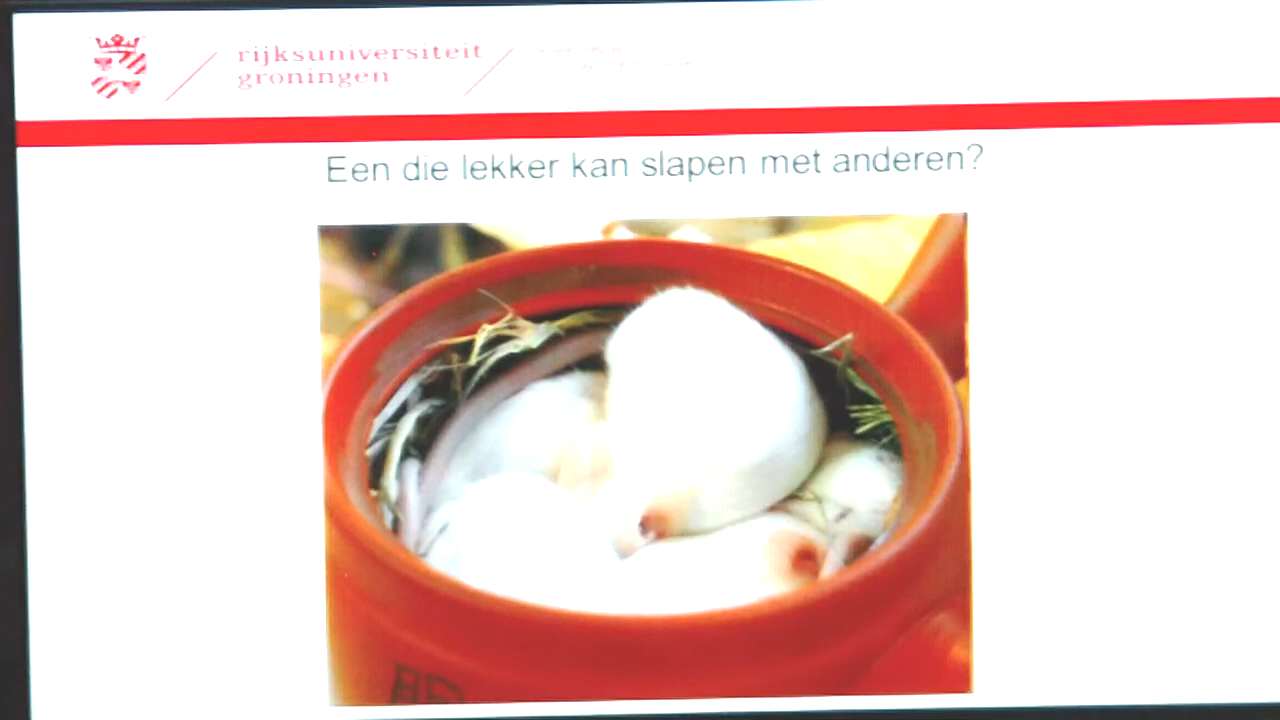 rijksuniversiteit
groningen
Een die lekker kan slapen met anderen?